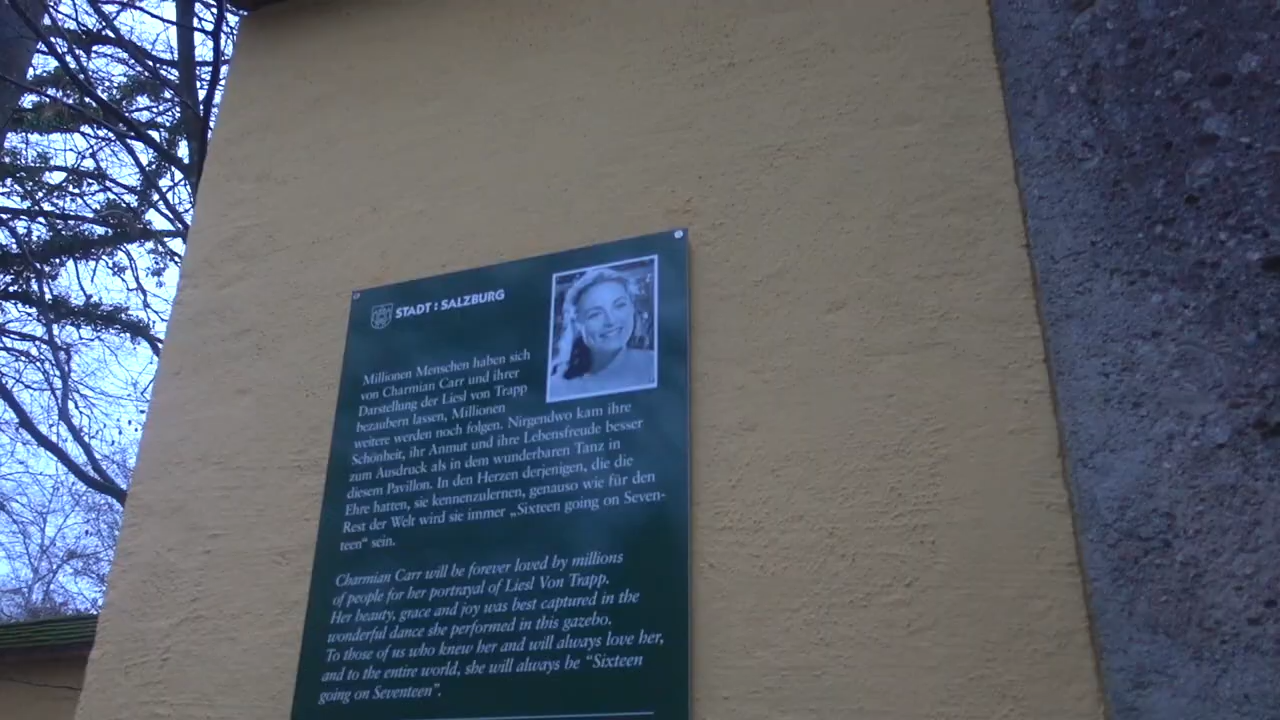 STADT : SALZBURG
Millionen Menschen haben sich
von Charmian Carr und ihrer
Darstellung der Liesl von Trapp
bezaubern lassen, Millionen
weitere werden noch folgen. Nirgendwo kam ihre
Schönheit, ihr Anmut und ihre Lebensfreude besser
zum Ausdruck als in dem wunderbaren Tanz in
diesem Pavillon. In den Herzen derjenigen, die die
Ehre hatten, sie kennenzulernen, genauso wie für den
Rest der Welt wird sie immer „Sixteen going on Seven-
teen“ sein.
Charmian Carr will be forever loved by millions
of people for her portrayal of Liesl Von Trapp.
Her beauty, grace and joy was best captured in the
wonderful dance she performed in this gazebo.
To those of us who knew her and will always love her,
and to the entire world, she will always be “Sixteen
going on Seventeen”.